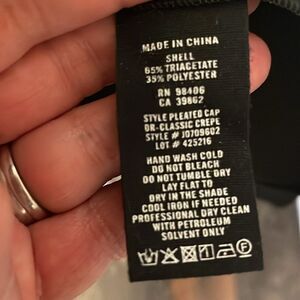 MADE IN CHINA
SHELL
65% TRIACETATE
35% POLYESTER
RN 98406
CA 39862
STYLE PLEATED CAP
DR-CLASSIC CREPE
STYLE # J0709602
LOT # 425216
HAND WASH COLD
DO NOT BLEACH
DO NOT TUMBLE DRY
LAY FLAT TO
DRY IN THE SHADE
COOL IRON IF NEEDED
PROFESSIONAL DRY CLEAN
WITH PETROLEUM
SOLVENT ONLY